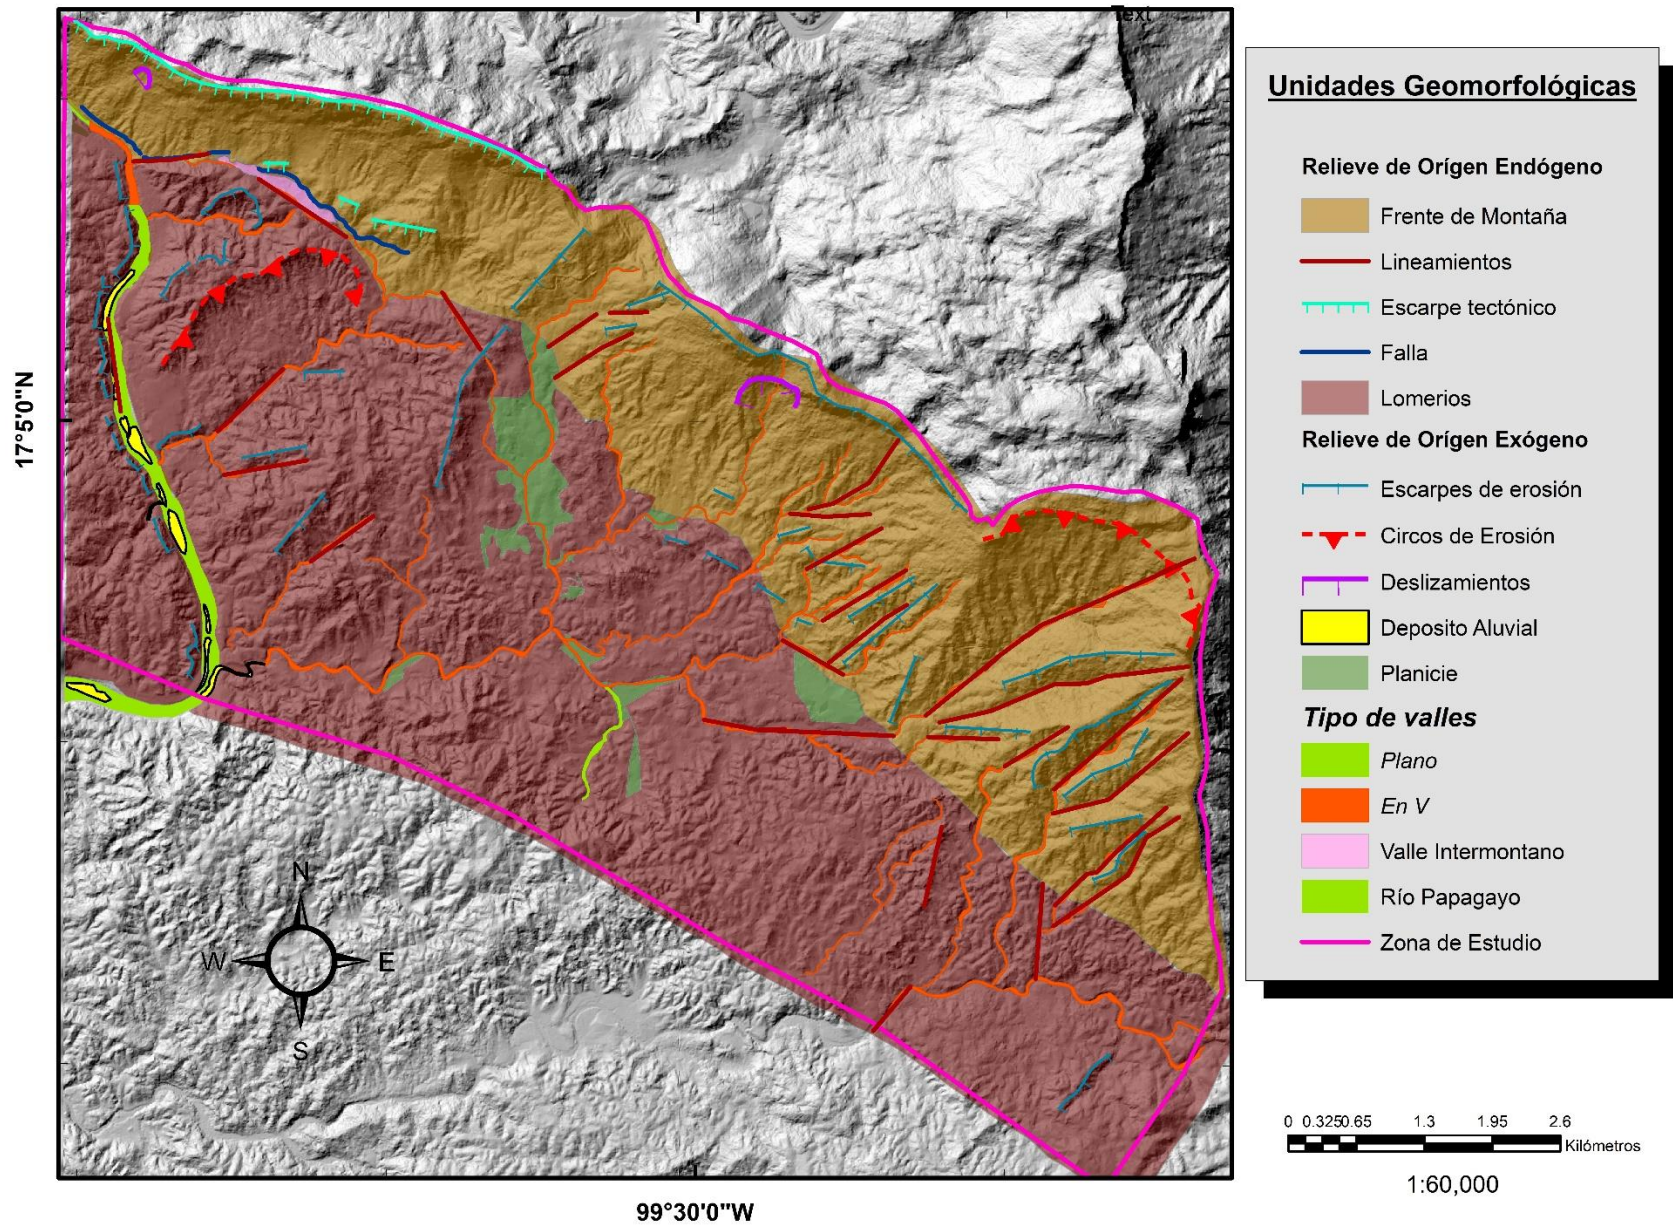 Text
17°5'0"N
N
W
E
S
99°30'0"W
Unidades Geomorfológicas
Relieve de Orígen Endógeno
Frente de Montaña
Lineamientos
Escarpe tectónico
Falla
Lomerios
Relieve de Orígen Exógeno
Escarpes de erosión
Circos de Erosión
Deslizamientos
Deposito Aluvial
Planicie
Tipo de valles
Plano
En V
Valle Intermontano
Río Papagayo
Zona de Estudio
0 0.3250.65 1.3 1.95 2.6
Kilómetros
1:60,000